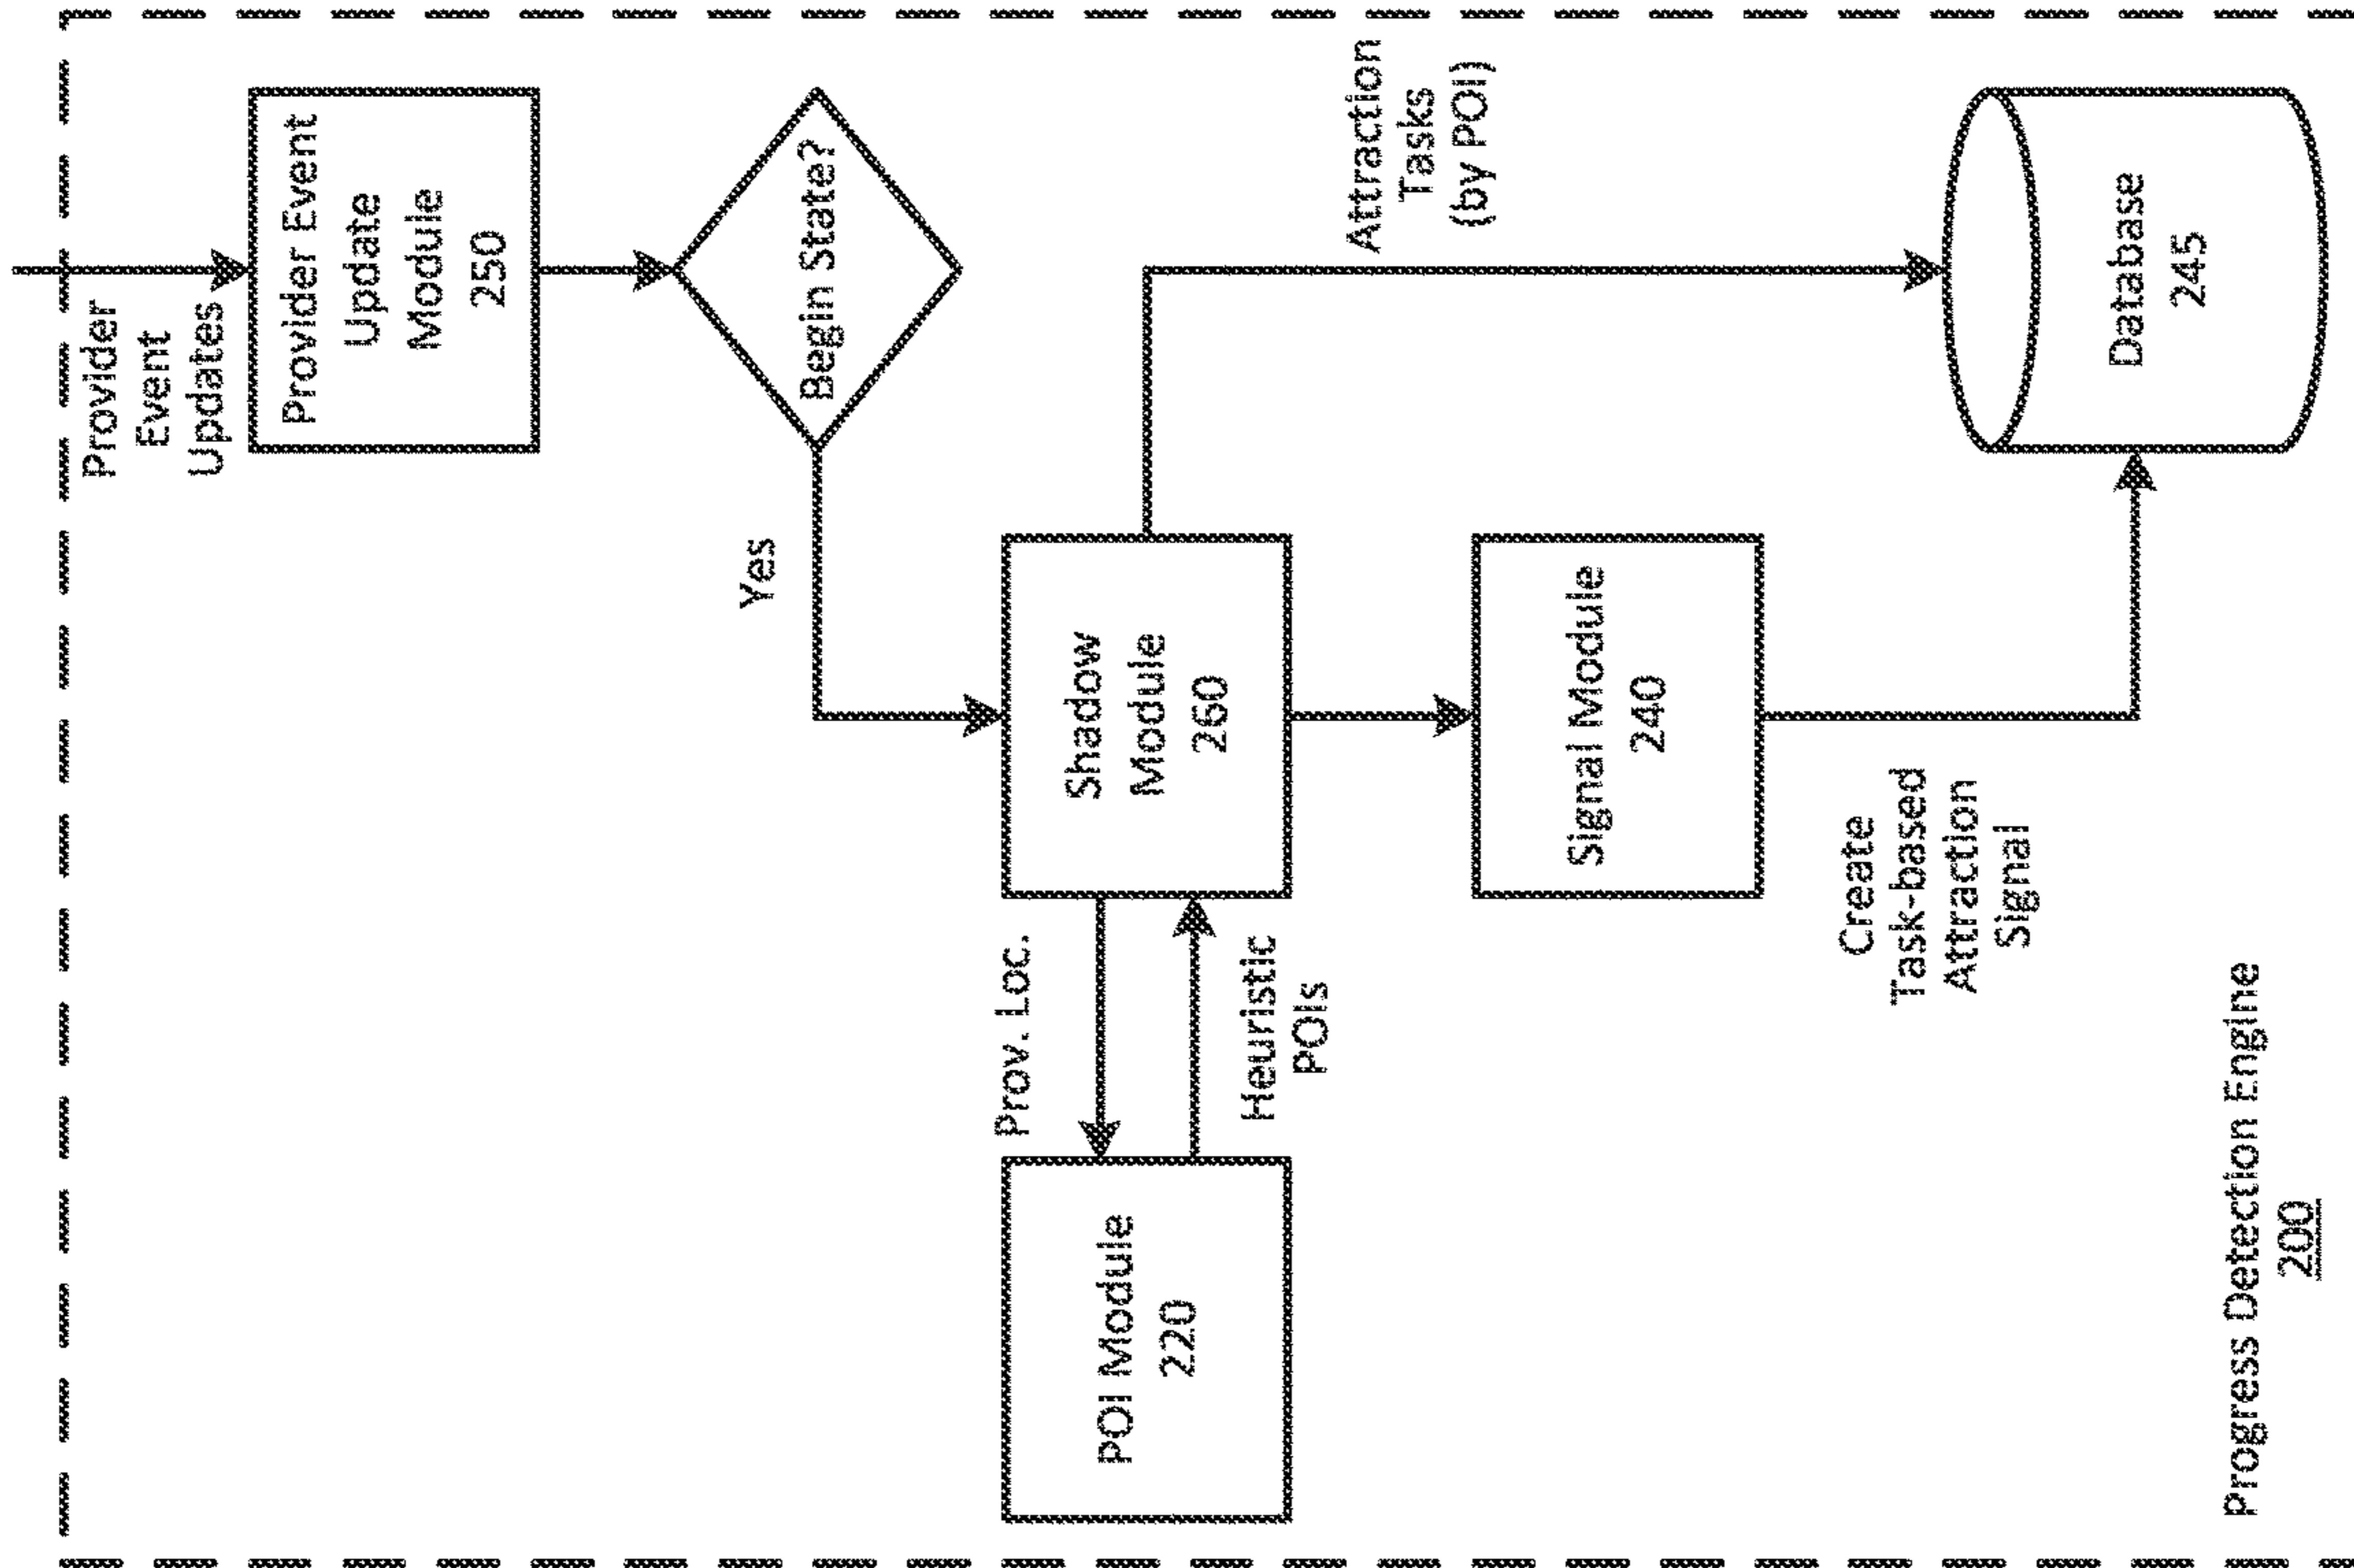 Provider
Event
Updates
Provider Event
Update
Module
250
Begin State?
Yes
Shadow
Module
260
Prov. Loc.
Heuristic
POIs
POI Module
220
Attraction
Tasks
(by POI)
Signal Module
240
Create
Task-based
Attraction
Signal
Database
245
Progress Detection Engine
200